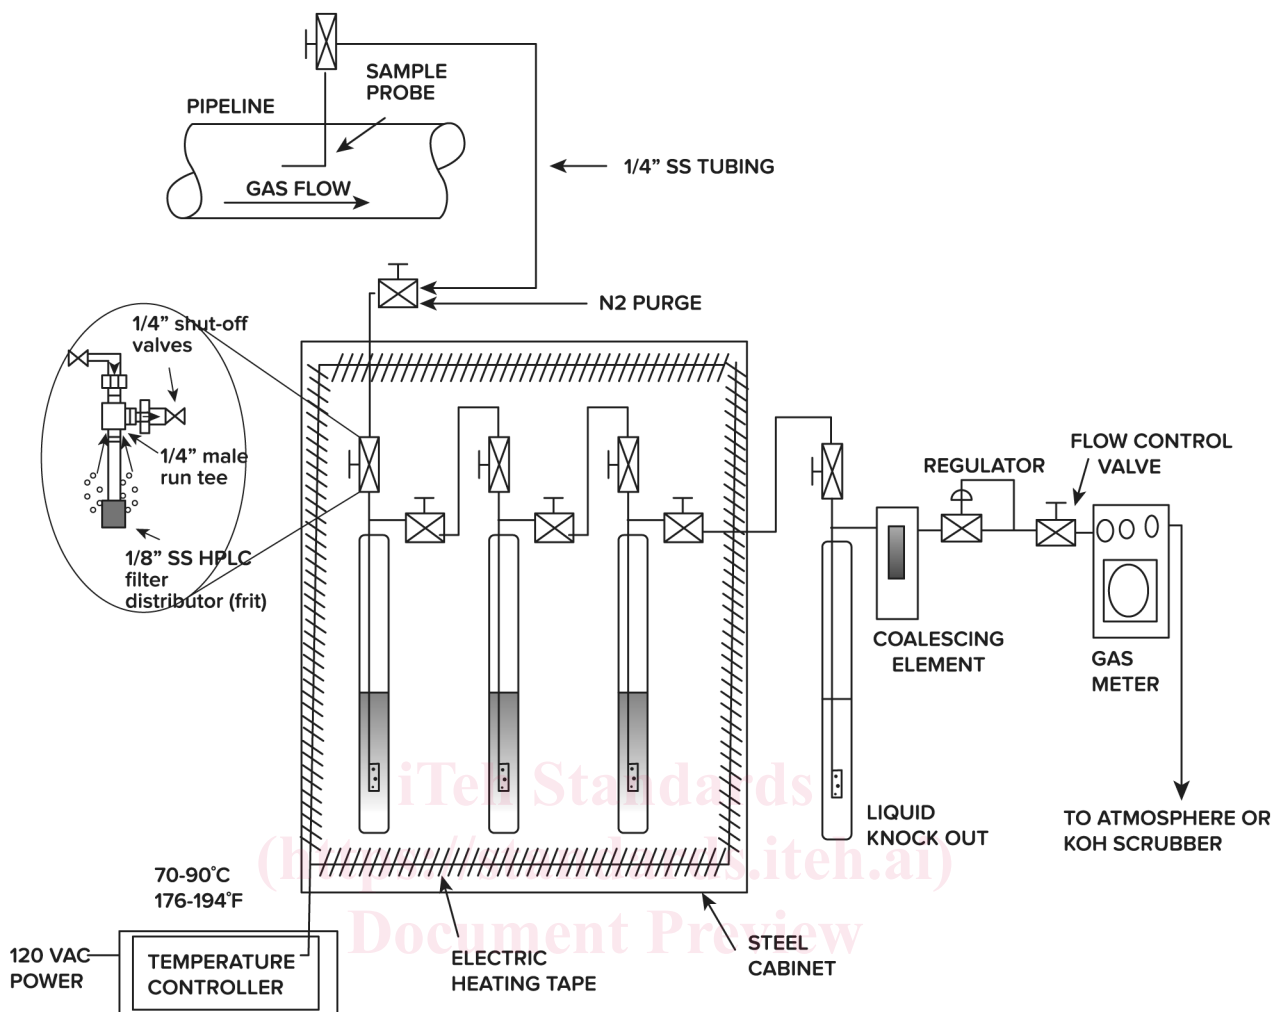 SAMPLE
PROBE
PIPELINE
GAS FLOW
1/4” SS TUBING
N2 PURGE
1/4” shut-off
valves
1/4” male
run tee
1/8” SS HPLC
filter
distributor (frit)
FLOW CONTROL
VALVE
REGULATOR
COALESCING
ELEMENT
GAS
METER
LIQUID
KNOCK OUT
TO ATMOSPHERE OR
KOH SCRUBBER
iTeh Standards
(https://standards.iteh.ai)
Document Preview
70-90°C
176-194°F
120 VAC
POWER
TEMPERATURE
CONTROLLER
ELECTRIC
HEATING TAPE
STEEL
CABINET